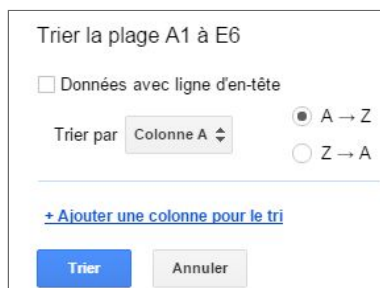 Trier la plage A1 à E6
Données avec ligne d'en-tête
Trier par Colonne A
A → Z
Z → A
+ Ajouter une colonne pour le tri
Trier Annuler